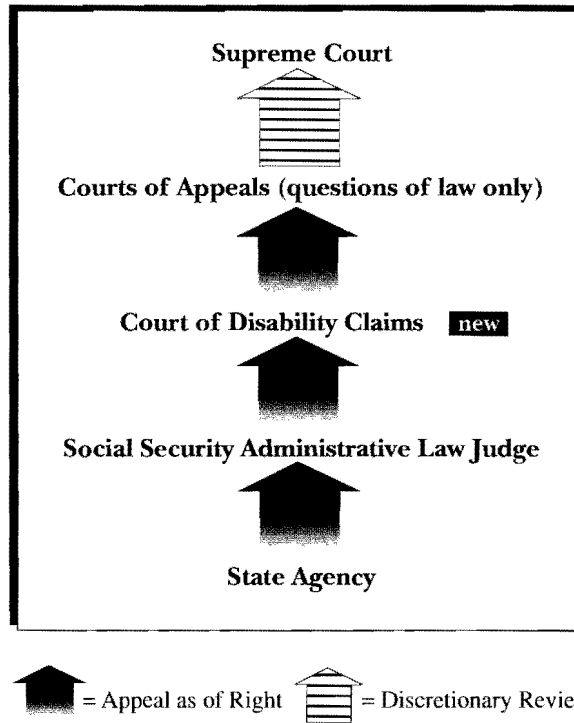 Supreme Court
Courts of Appeals (questions of law only)
Court of Disability Claims new
Social Security Administrative Law Judge
State Agency
= Appeal as of Right = Discretionary Revie